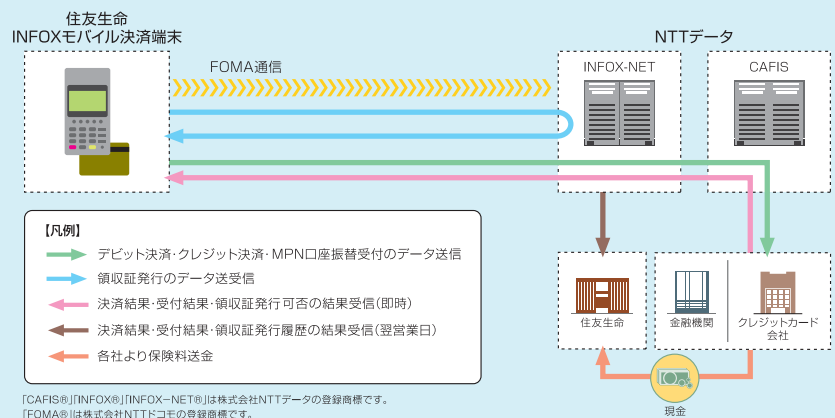 住友生命
INFOXモバイル決済端末
NTTデータ
FOMA通信
INFOX-NET
CAFIS
【凡例】
デビット決済・クレジット決済・MPN口座振替受付のデータ送信
領収証発行のデータ送受信
決済結果・受付結果・領収証発行可否の結果受信(即時)
決済結果・受付結果・領収証発行履歴の結果受信(翌営業日)
各社より保険料送金
住友生命
金融機関
クレジットカード
会社
現金
「CAFIS®」「INFOX®」「INFOX−NET®」は株式会社NTTデータの登録商標です。
「FOMA®」は株式会社NTTドコモの登録商標です。